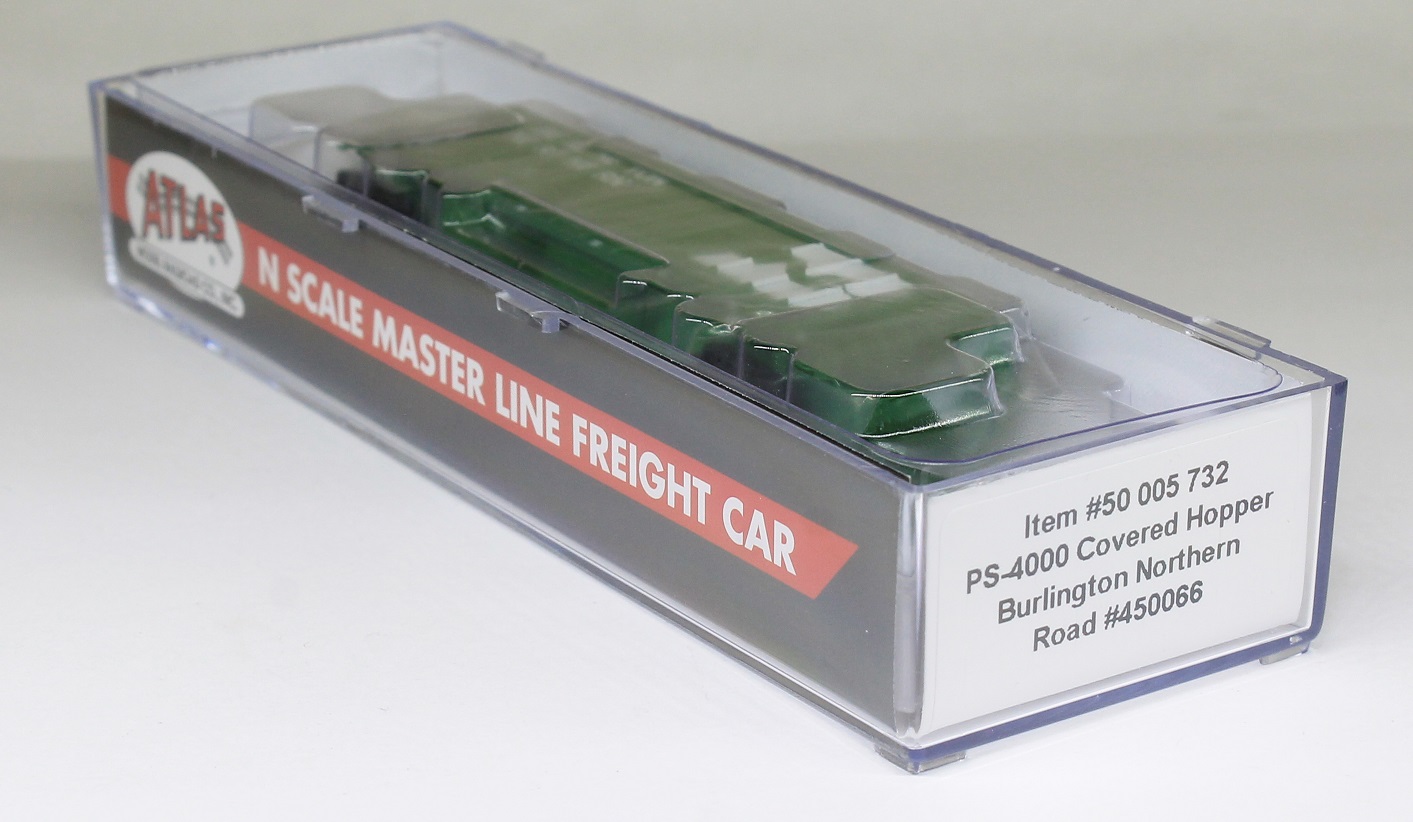 ATLAS
N SCALE MASTER LINE FREIGHT CAR
Item #50 005 732
PS-4000 Covered Hopper
Burlington Northern
Road #450066